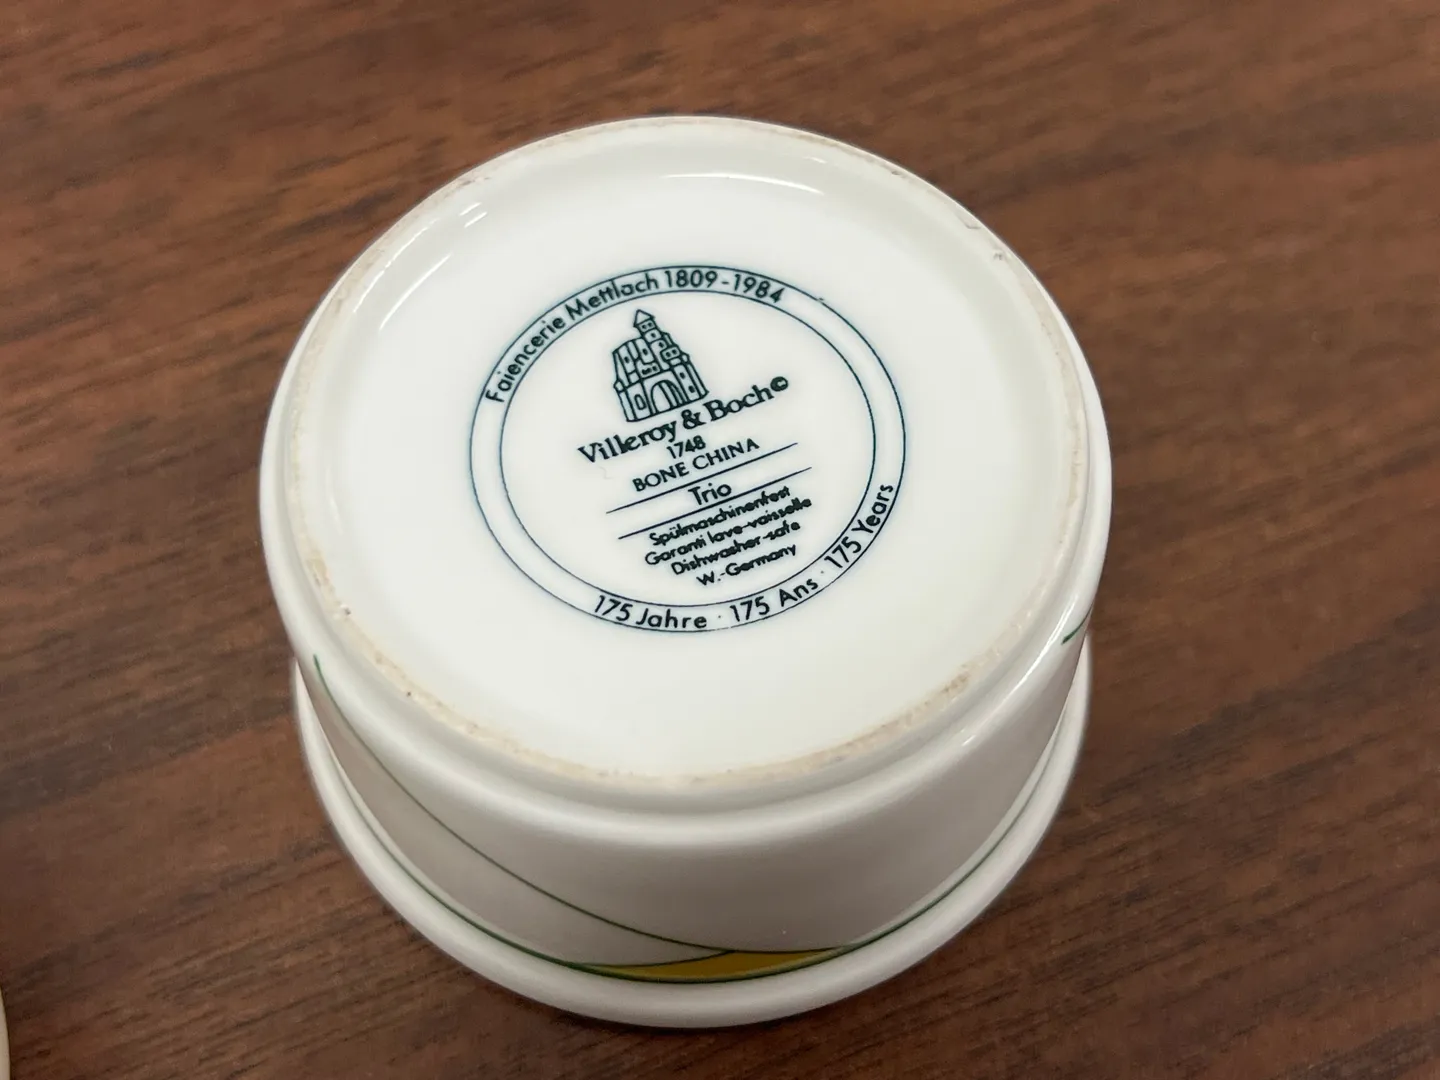 Faiencerie Mettlach 1809-1984
Villeroy & Boch©
1748
BONE CHINA
Trio
Spülmaschinenfest
Garanti lave-vaisselle
Dishwasher-safe
W.-Germany
175 Jahre · 175 Ans · 175 Years